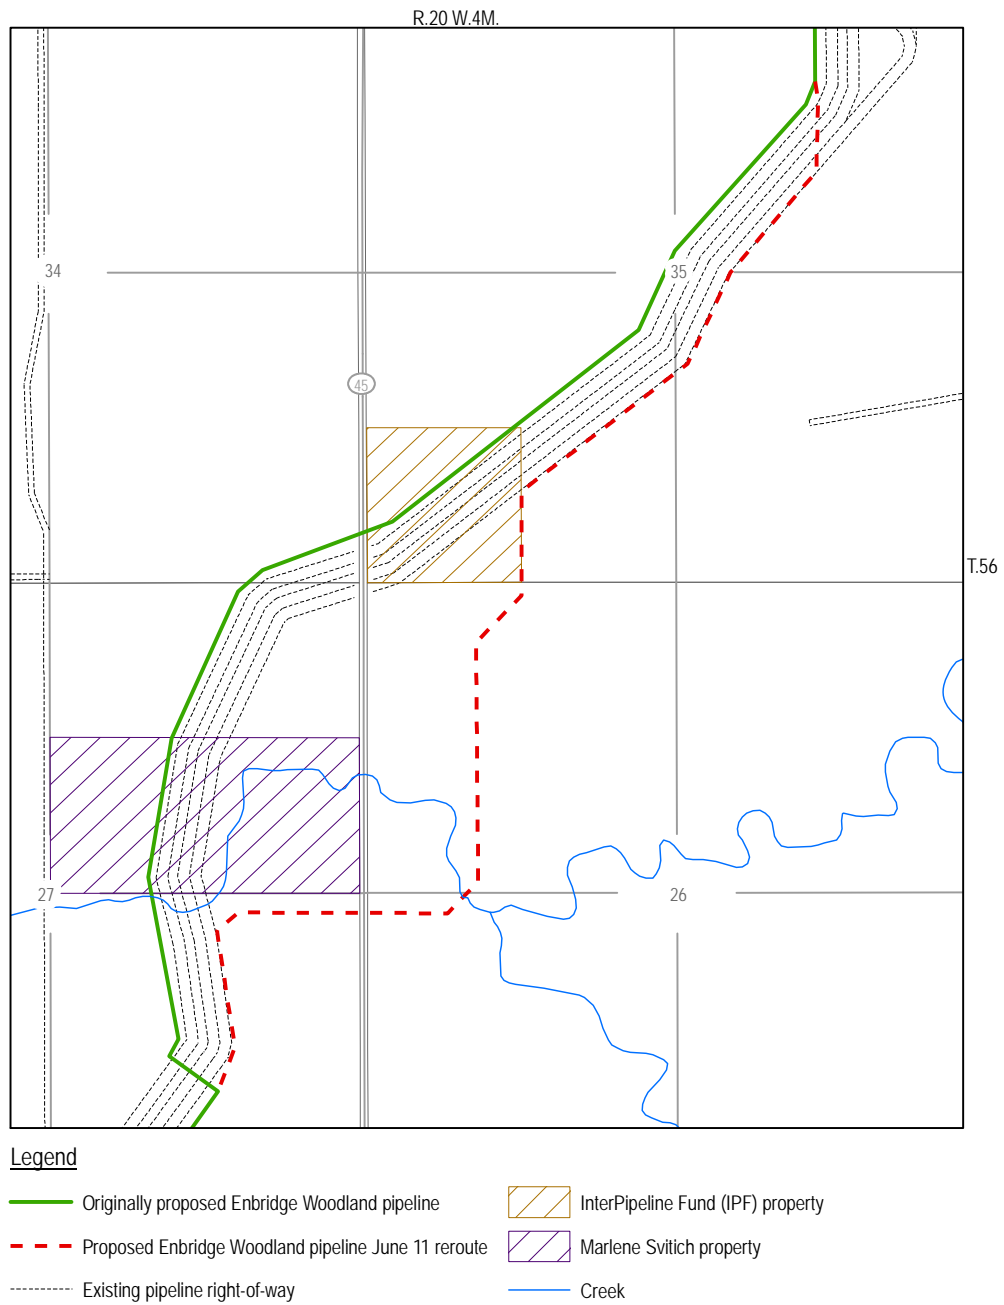 R.20 W.4M.
34
35
45
T.56
27
26
Legend
Originally proposed Enbridge Woodland pipeline
InterPipeline Fund (IPF) property
Proposed Enbridge Woodland pipeline June 11 reroute
Marlene Svitich property
Existing pipeline right-of-way
Creek